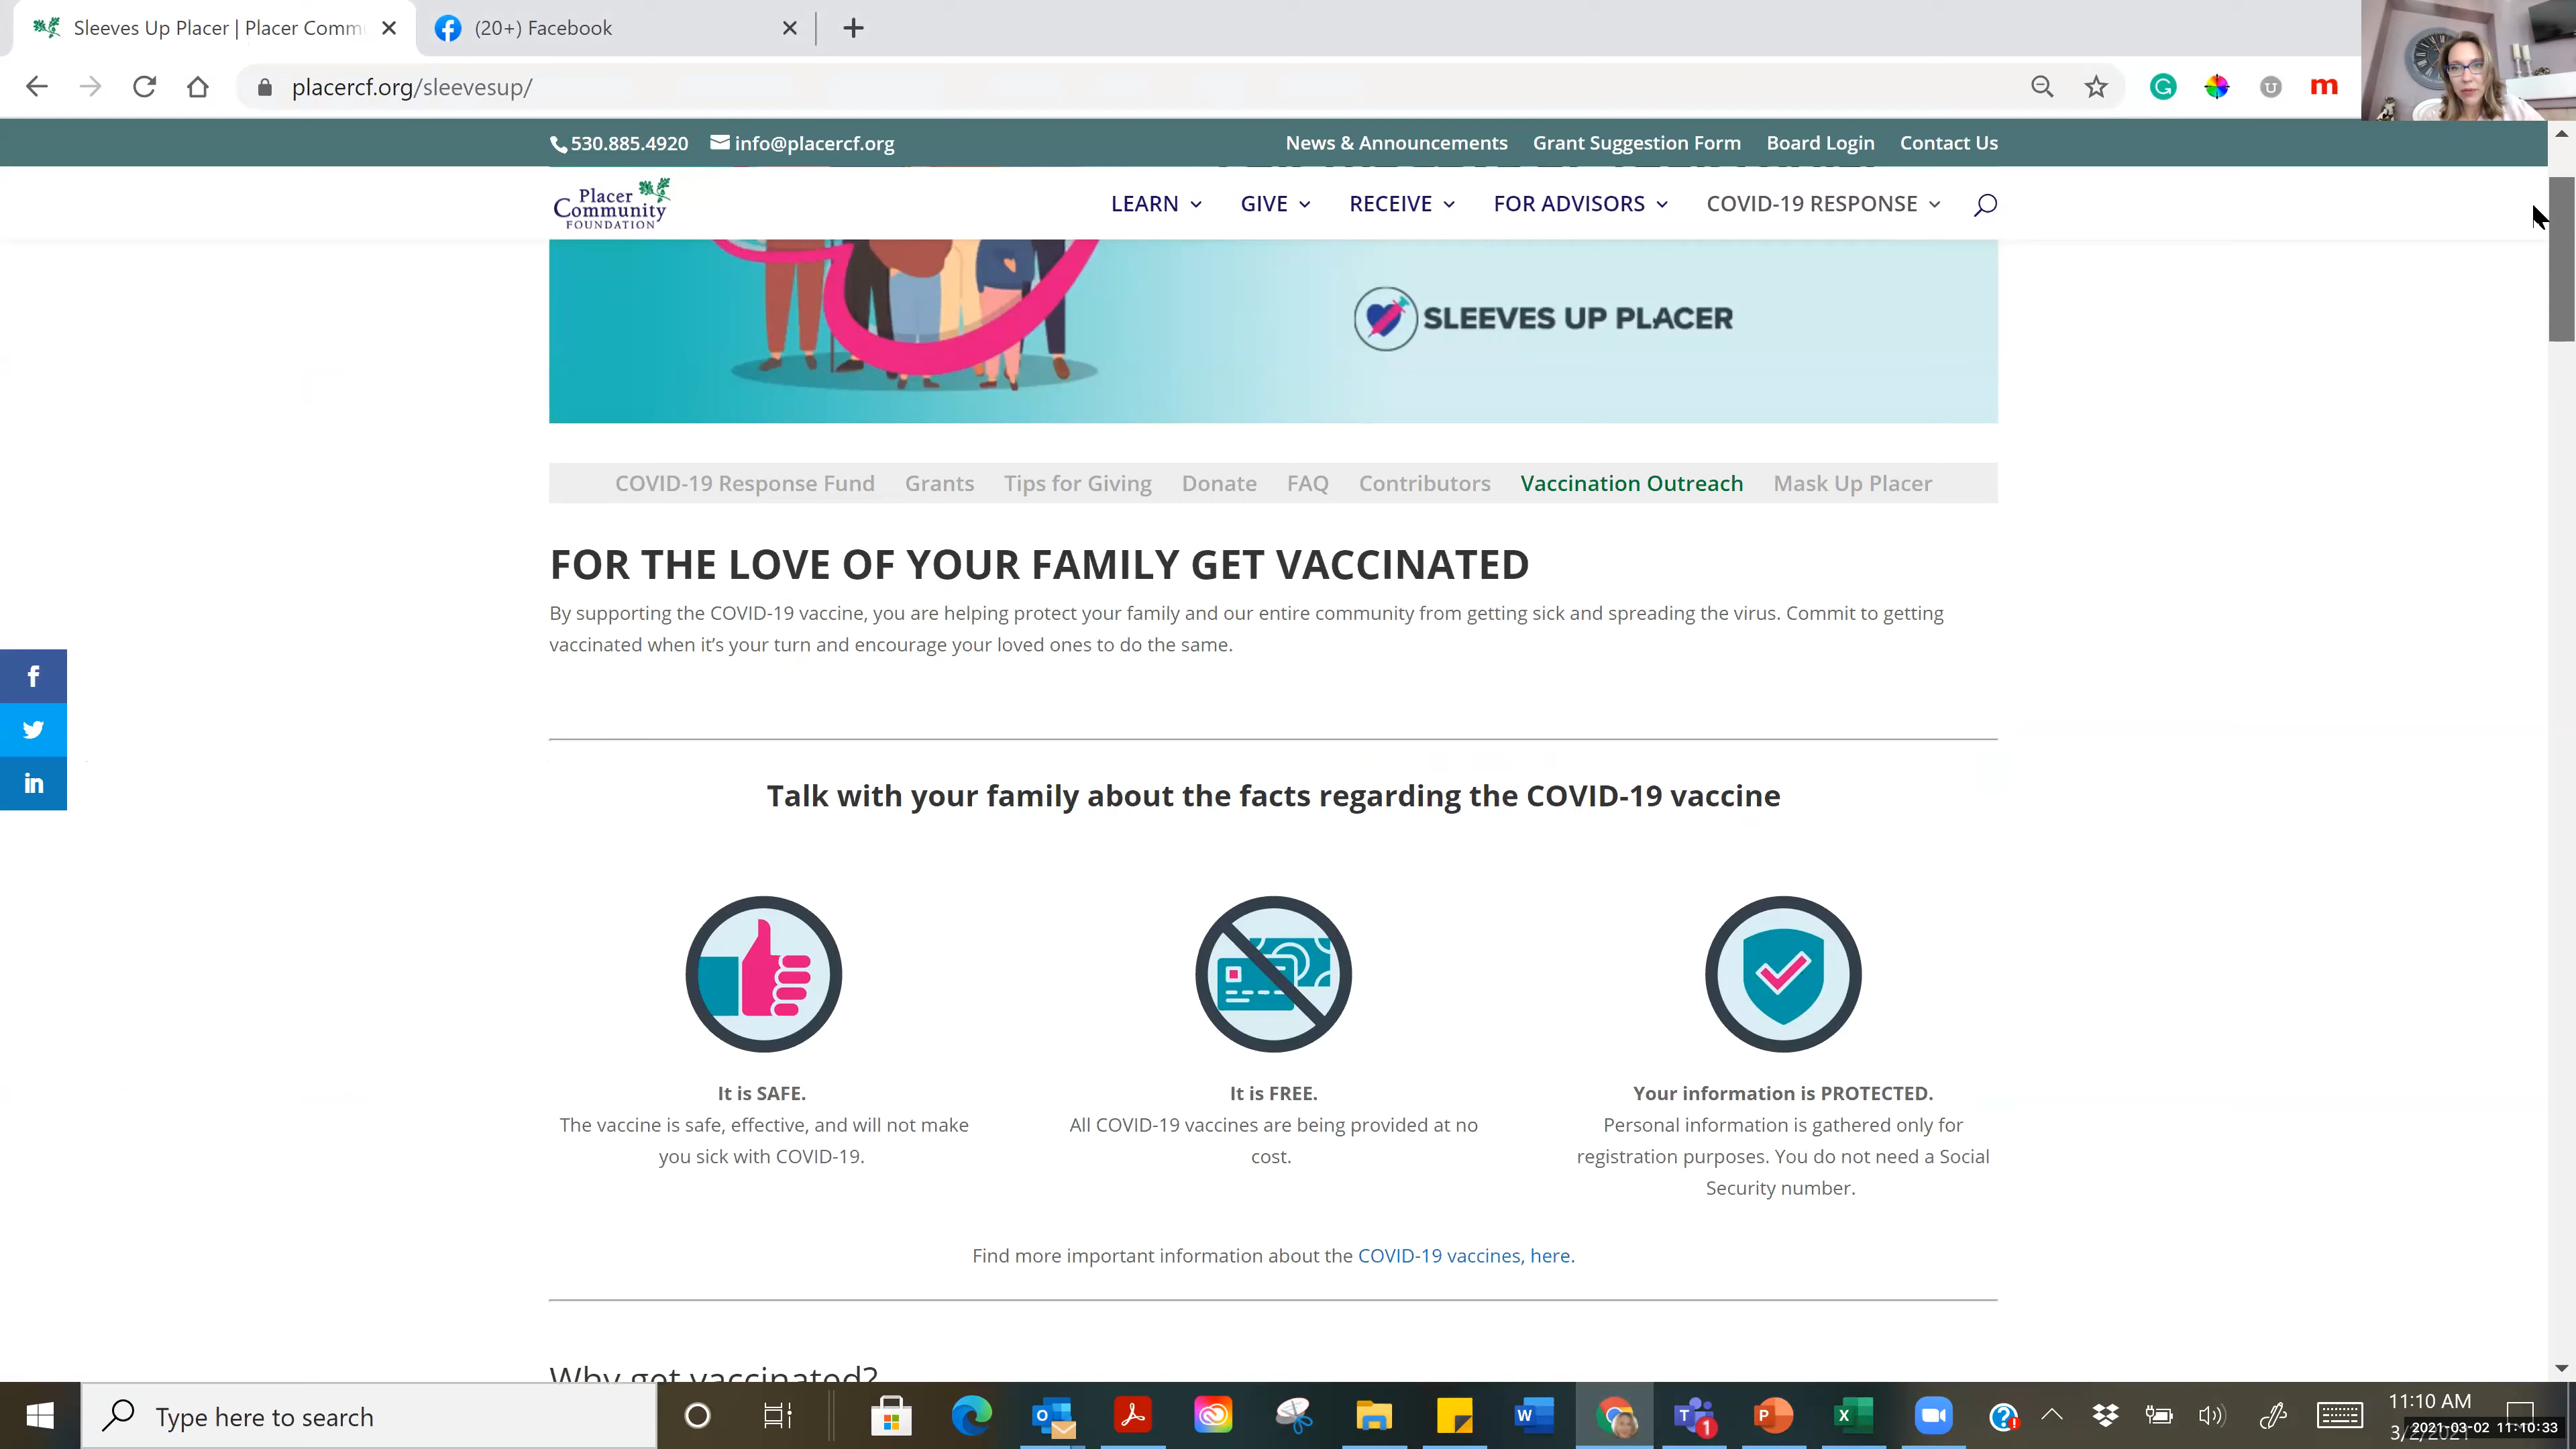 Sleeves Up Placer | Placer Comm
(20+) Facebook
placercf.org/sleevesup/
530.885.4920
info@placercf.org
News & Announcements
Grant Suggestion Form
Board Login
Contact Us
Placer
Community
FOUNDATION
LEARN
GIVE
RECEIVE
FOR ADVISORS
COVID-19 RESPONSE
SLEEVES UP PLACER
COVID-19 Response Fund
Grants
Tips for Giving
Donate
FAQ
Contributors
Vaccination Outreach
Mask Up Placer
FOR THE LOVE OF YOUR FAMILY GET VACCINATED
By supporting the COVID-19 vaccine, you are helping protect your family and our entire community from getting sick and spreading the virus. Commit to getting
vaccinated when it's your turn and encourage your loved ones to do the same.
Talk with your family about the facts regarding the COVID-19 vaccine
It is SAFE.
The vaccine is safe, effective, and will not make
you sick with COVID-19.
It is FREE.
All COVID-19 vaccines are being provided at no
cost.
Your information is PROTECTED.
Personal information is gathered only for
registration purposes. You do not need a Social
Security number.
Find more important information about the COVID-19 vaccines, here.
Why get vaccinated?
Type here to search
11:10 AM
2021-03-02 11:10:33